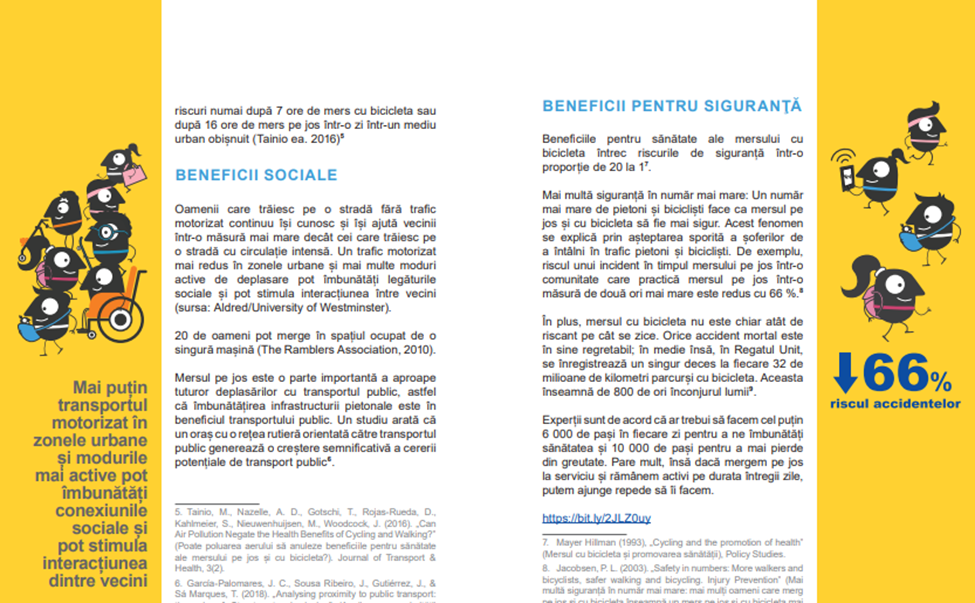 riscuri numai după 7 ore de mers cu bicicleta sau
după 16 ore de mers pe jos într-o zi într-un mediu
urban obișnuit (Tainio ea. 2016)⁵
BENEFICII SOCIALE
Oamenii care trăiesc pe o stradă fără trafic
motorizat continuu își cunosc și își ajută vecinii
într-o măsură mai mare decât cei care trăiesc pe
o stradă cu circulație intensă. Un trafic motorizat
mai redus în zonele urbane și mai multe moduri
active de deplasare pot îmbunătăți legăturile
sociale și pot stimula interacțiunea între vecini
(sursa: Aldred/University of Westminster).
20 de oameni pot merge în spațiul ocupat de o
singură mașină (The Ramblers Association, 2010).
Mersul pe jos este o parte importantă a aproape
tuturor deplasărilor cu transportul public, astfel
că îmbunătățirea infrastructurii pietonale este în
beneficiul transportului public. Un studiu arată că
un oraș cu o rețea rutieră orientată către transportul
public generează o creștere semnificativă a cererii
potențiale de transport public⁶.
5. Tainio, M., Nazelle, A. D., Gotschi, T., Rojas-Rueda, D.,
Kahlmeier, S., Nieuwenhuijsen, M., Woodcock, J. (2016). „Can
Air Pollution Negate the Health Benefits of Cycling and Walking?”
(Poate poluarea aerului să anuleze beneficiile pentru sănătate
ale mersului pe jos și cu bicicleta?). Journal of Transport &
Health, 3(2).
6. García-Palomares, J. C., Sousa Ribeiro, J., Gutiérrez, J., &
Sá Marques, T. (2018). „Analysing proximity to public transport:
Mai puțin
transportul
motorizat în
zonele urbane
și modurile
mai active pot
îmbunătăți
conexiunile
sociale și
pot stimula
interacțiunea
dintre vecini
BENEFICII PENTRU SIGURANȚĂ
Beneficiile pentru sănătate ale mersului cu
bicicleta întrec riscurile de siguranță într-o
proporție de 20 la 1⁷.
Mai multă siguranță în număr mai mare: Un număr
mai mare de pietoni și bicicliști face ca mersul pe
jos și cu bicicleta să fie mai sigur. Acest fenomen
se explică prin așteptarea sporită a șoferilor de
a întâlni în trafic pietoni și bicicliști. De exemplu,
riscul unui incident în timpul mersului pe jos într-o
comunitate care practică mersul pe jos într-o
măsură de două ori mai mare este redus cu 66 %.⁸
În plus, mersul cu bicicleta nu este chiar atât de
riscant pe cât se zice. Orice accident mortal este
în sine regretabil; în medie însă, în Regatul Unit,
se înregistrează un singur deces la fiecare 32 de
milioane de kilometri parcurși cu bicicleta. Aceasta
înseamnă de 800 de ori înconjurul lumii⁹.
Experții sunt de acord că ar trebui să facem cel puțin
6 000 de pași în fiecare zi pentru a ne îmbunătăți
sănătatea și 10 000 de pași pentru a mai pierde
din greutate. Pare mult, însă dacă mergem pe jos
la serviciu și rămânem activi pe durata întregii zile,
putem ajunge repede să îi facem.
https://bit.ly/2JLZ0uy
7. Mayer Hillman (1993), „Cycling and the promotion of health”
(Mersul cu bicicleta și promovarea sănătății), Policy Studies.
8. Jacobsen, P. L. (2003). „Safety in numbers: More walkers and
bicyclists, safer walking and bicycling. Injury Prevention” (Mai
multă siguranță în număr mai mare: mai mulți oameni care merg
pe jos și cu bicicleta înseamnă un mers pe jos și cu bicicleta mai
66%
riscul accidentelor